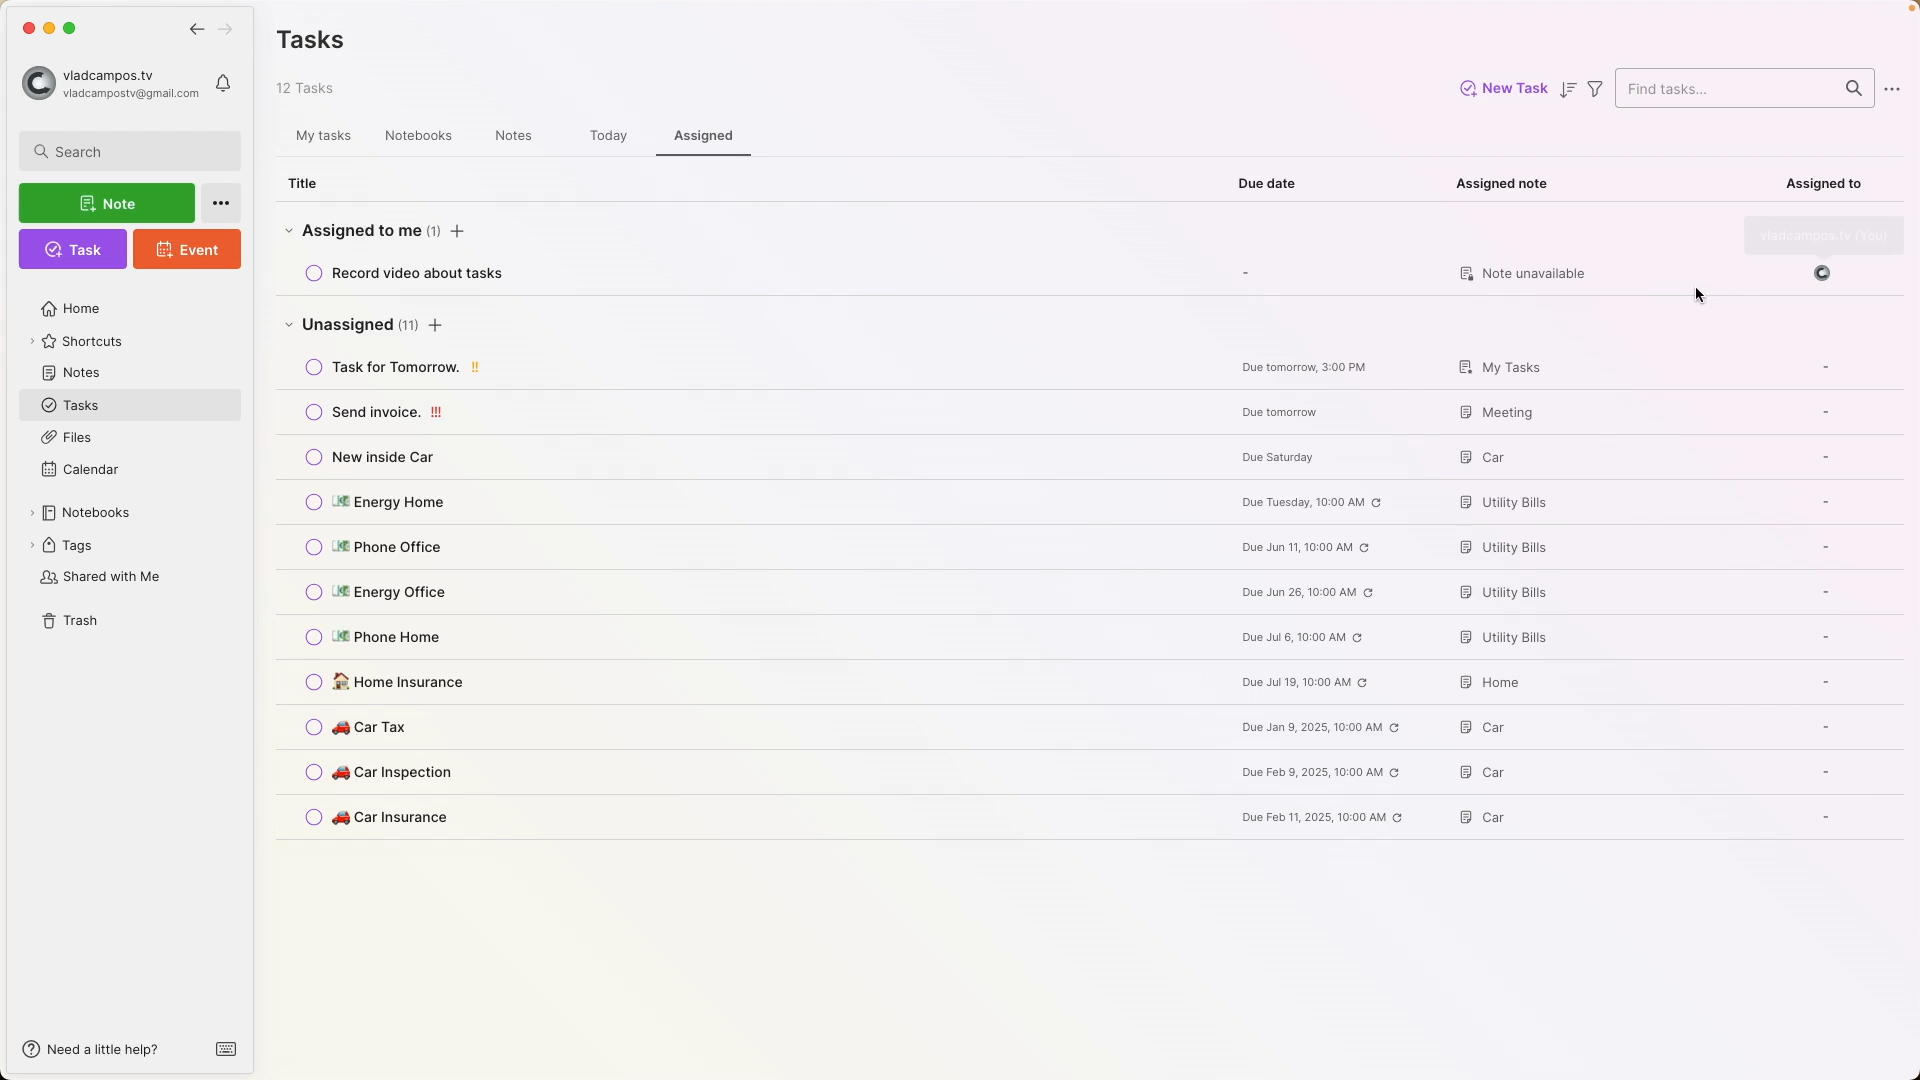 vladcampos.tv
vladcampostv@gmail.com
Search
Note
Task
Event
Home
Shortcuts
Notes
Tasks
Files
Calendar
Notebooks
Tags
Shared with Me
Trash
Need a little help?
Tasks
12 Tasks
New Task
Find tasks...
My tasks Notebooks Notes Today Assigned
Title Due date Assigned note Assigned to
Assigned to me (1)
vladcampos.tv (You)
Record video about tasks - Note unavailable
Unassigned (11)
Task for Tomorrow. !! Due tomorrow, 3:00 PM My Tasks -
Send invoice. !!! Due tomorrow Meeting -
New inside Car Due Saturday Car -
Energy Home Due Tuesday, 10:00 AM Utility Bills -
Phone Office Due Jun 11, 10:00 AM Utility Bills -
Energy Office Due Jun 26, 10:00 AM Utility Bills -
Phone Home Due Jul 6, 10:00 AM Utility Bills -
Home Insurance Due Jul 19, 10:00 AM Home -
Car Tax Due Jan 9, 2025, 10:00 AM Car -
Car Inspection Due Feb 9, 2025, 10:00 AM Car -
Car Insurance Due Feb 11, 2025, 10:00 AM Car -